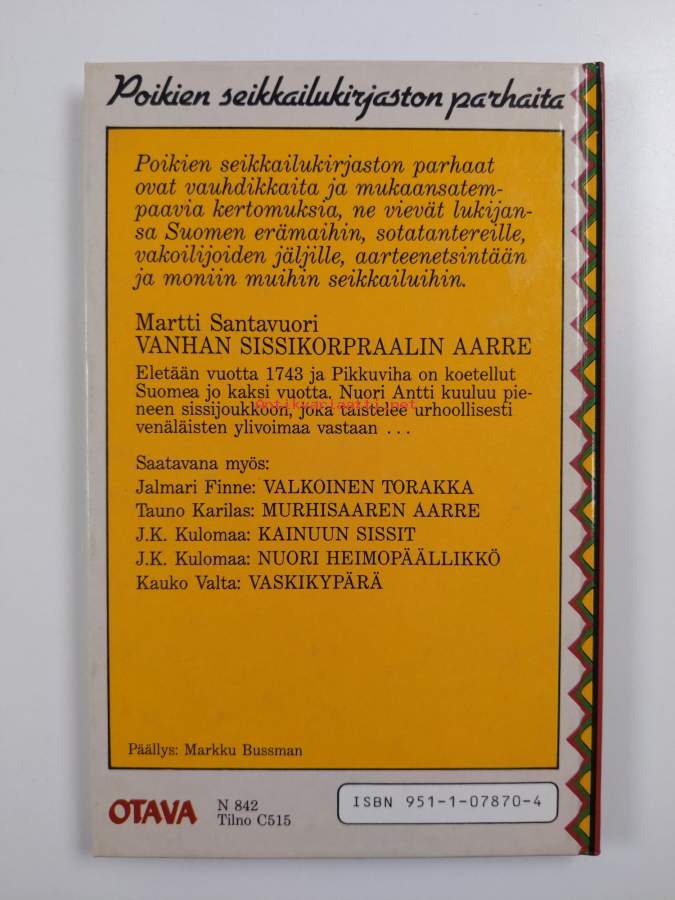 Poikien seikkailukirjaston parhaita
Poikien seikkailukirjaston parhaat
ovat vauhdikkaita ja mukaansatem-
paavia kertomuksia, ne vievät lukijan-
sa Suomen erämaihin, sotatantereille,
vakoilijoiden jäljille, aarteenetsintään
ja moniin muihin seikkailuihin.
Martti Santavuori
VANHAN SISSIKORPRAALIN AARRE
Eletään vuotta 1743 ja Pikkuviha on koetellut
Suomea jo kaksi vuotta. Nuori Antti kuuluu pie-
neen sissijoukkoon, joka taistelee urhoollisesti
Antikvariaatti.net
venäläisten ylivoimaa vastaan ...
Saatavana myös:
Jalmari Finne: VALKOINEN TORAKKA
Tauno Karilas: MURHISAAREN AARRE
J.K. Kulomaa: KAINUUN SISSIT
J.K. Kulomaa: NUORI HEIMOPÄÄLLIKKÖ
Kauko Valta: VASKIKYPÄRÄ
Päällys: Markku Bussman
OTAVA
N 842
Tilno C515
ISBN 951-1-07870-4